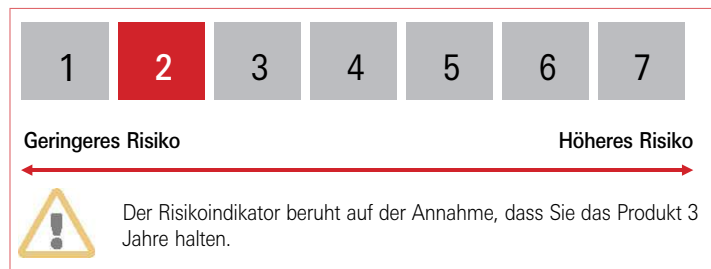 1 2 3 4 5 6 7
Geringeres Risiko Höheres Risiko
Der Risikoindikator beruht auf der Annahme, dass Sie das Produkt 3
Jahre halten.